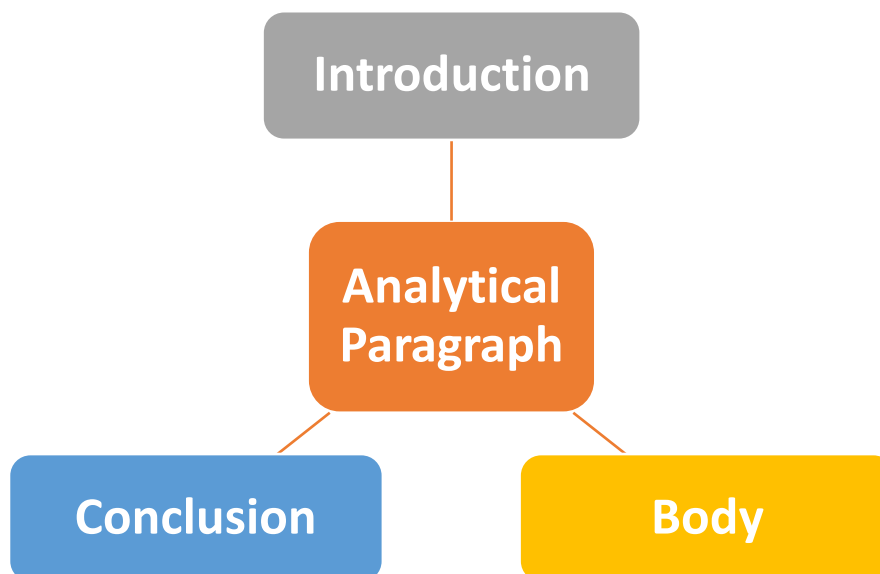 Introduction
Analytical
Paragraph
Conclusion
Body